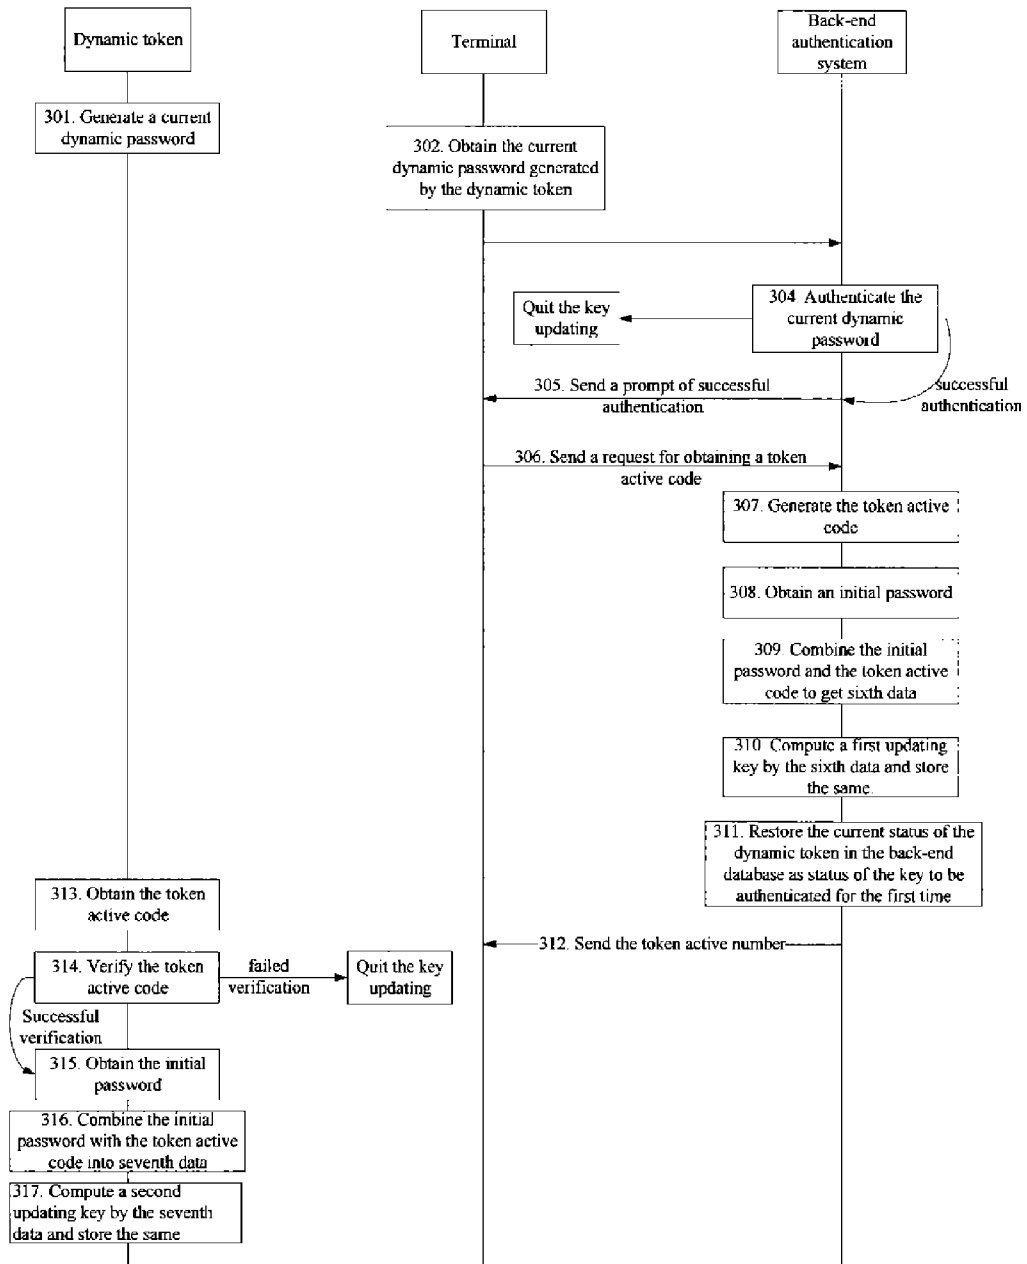 Dynamic token
Terminal
Back-end
authentication
system
301. Generate a current
dynamic password
302. Obtain the current
dynamic password generated
by the dynamic token
304. Authenticate the
current dynamic
password
Quit the key
updating
successful
authentication
305. Send a prompt of successful
authentication
306. Send a request for obtaining a token
active code
307. Generate the token active
code
308. Obtain an initial password
309. Combine the initial
password and the token active
code to get sixth data
310. Compute a first updating
key by the sixth data and store
the same.
311. Restore the current status of the
dynamic token in the back-end
database as status of the key to be
authenticated for the first time
312. Send the token active number
313. Obtain the token
active code
314. Verify the token
active code
failed
verification
Quit the key
updating
Successful
verification
315. Obtain the initial
password
316. Combine the initial
password with the token active
code into seventh data
317. Compute a second
updating key by the seventh
data and store the same